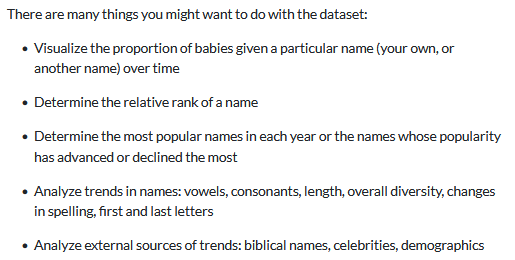 There are many things you might want to do with the dataset:
• Visualize the proportion of babies given a particular name (your own, or
another name) over time
• Determine the relative rank of a name
• Determine the most popular names in each year or the names whose popularity
has advanced or declined the most
• Analyze trends in names: vowels, consonants, length, overall diversity, changes
in spelling, first and last letters
• Analyze external sources of trends: biblical names, celebrities, demographics